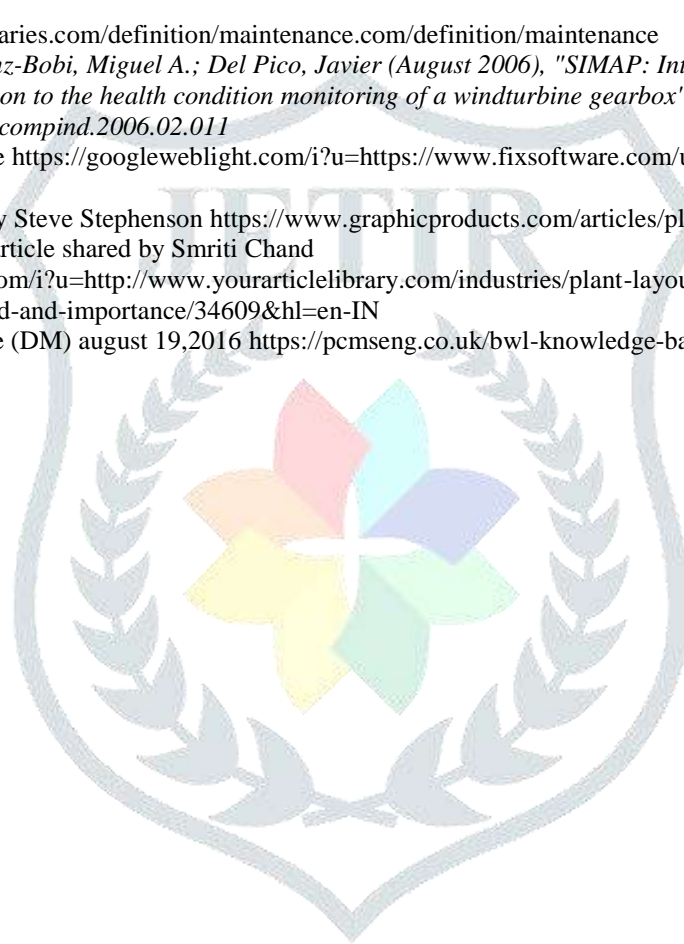 aries.com/definition/maintenance.com/definition/maintenance
nz-Bobi, Miguel A.; Del Pico, Javier (August 2006), "SIMAP: Int
on to the health condition monitoring of a windturbine gearbox"
compind.2006.02.011
e https://googleweblight.com/i?u=https://www.fixsoftware.com/u
y Steve Stephenson https://www.graphicproducts.com/articles/pl
article shared by Smriti Chand
om/i?u=http://www.yourarticlelibrary.com/industries/plant-layou
d-and-importance/34609&hl=en-IN
e (DM) august 19,2016 https://pcmseng.co.uk/bwl-knowledge-ba
JETIR